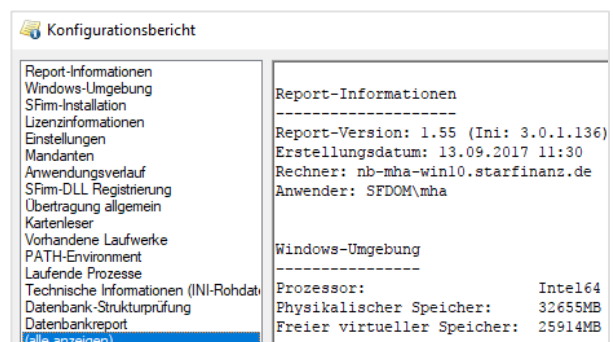 Konfigurationsbericht
Report-Informationen
Windows-Umgebung
SFirm-Installation
Lizenzinformationen
Einstellungen
Mandanten
Anwendungsverlauf
SFirm-DLL Registrierung
Übertragung allgemein
Kartenleser
Vorhandene Laufwerke
PATH-Environment
Laufende Prozesse
Technische Informationen (INI-Rohdat
Datenbank-Strukturprüfung
Datenbankreport
(alle anzeigen)
Report-Informationen
--------------------
Report-Version: 1.55 (Ini: 3.0.1.136)
Erstellungsdatum: 13.09.2017 11:30
Rechner: nb-mha-win10.starfinanz.de
Anwender: SFDOM\mha
Windows-Umgebung
----------------
Prozessor: Intel64
Physikalischer Speicher: 32655MB
Freier virtueller Speicher: 25914MB